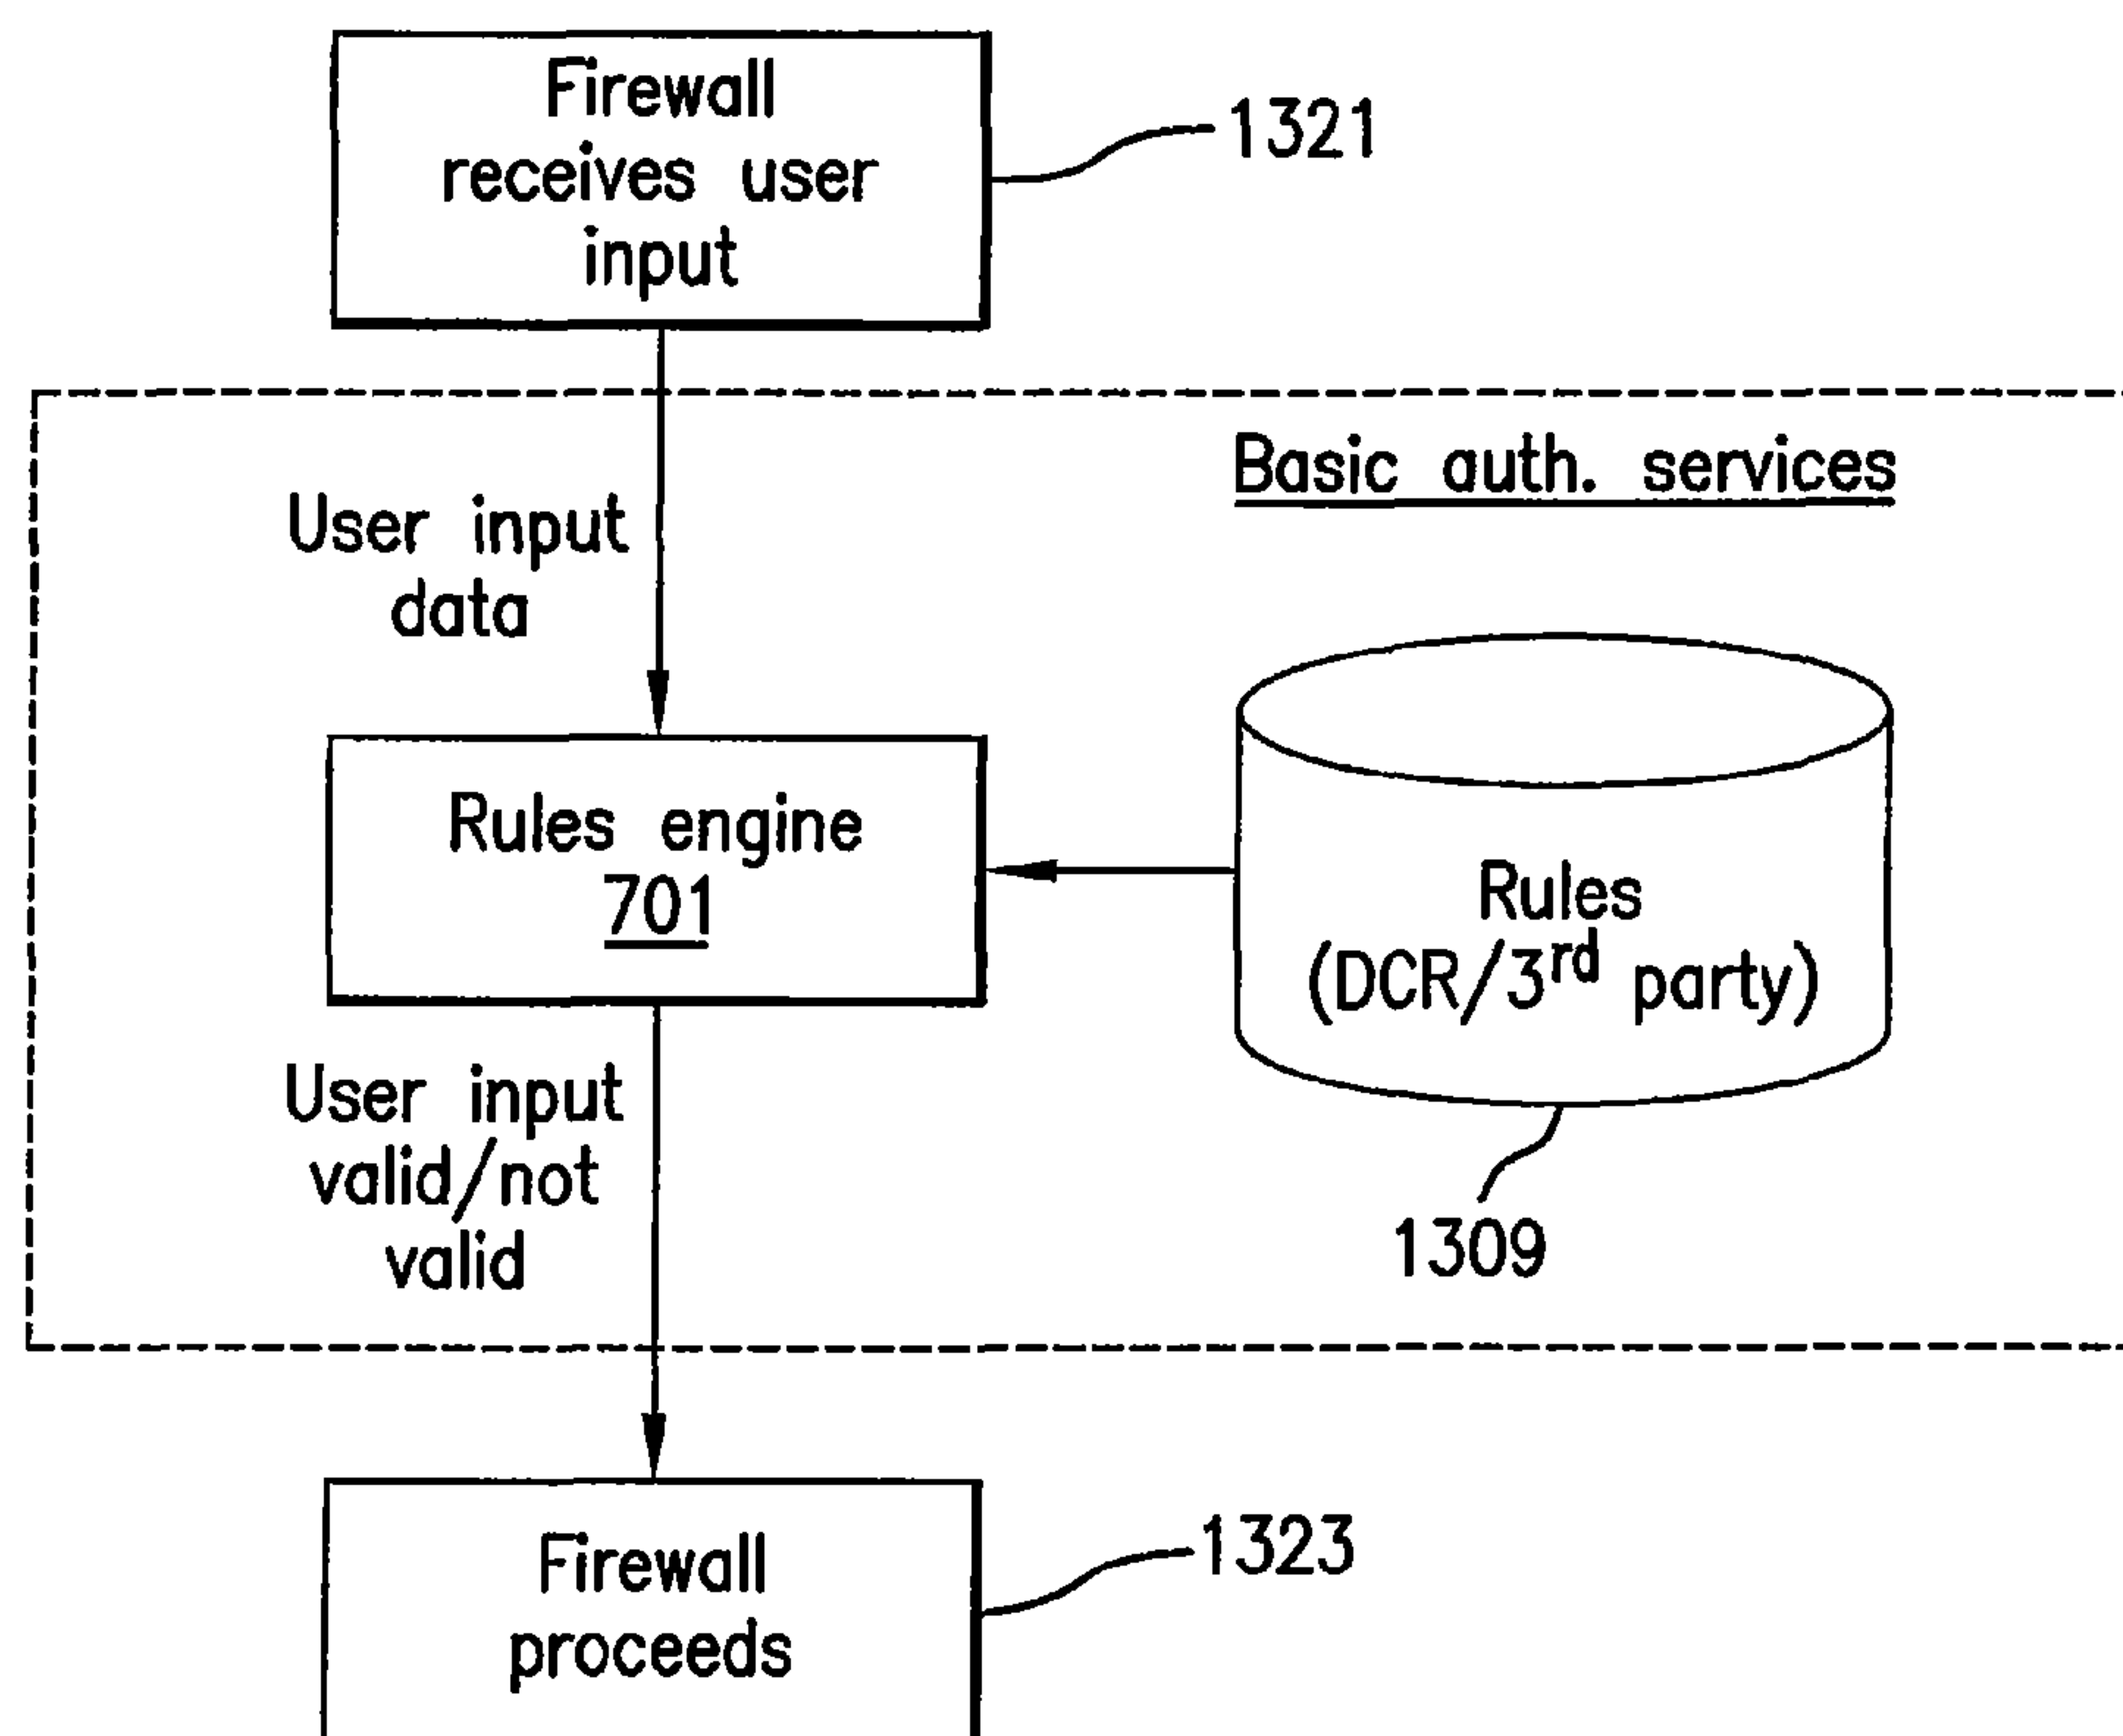 Firewall
receives user
input
1321
Basic auth. services
User input
data
Rules engine
701
Rules
(DCR/3rd party)
User input
valid/not
valid
1309
Firewall
proceeds
1323